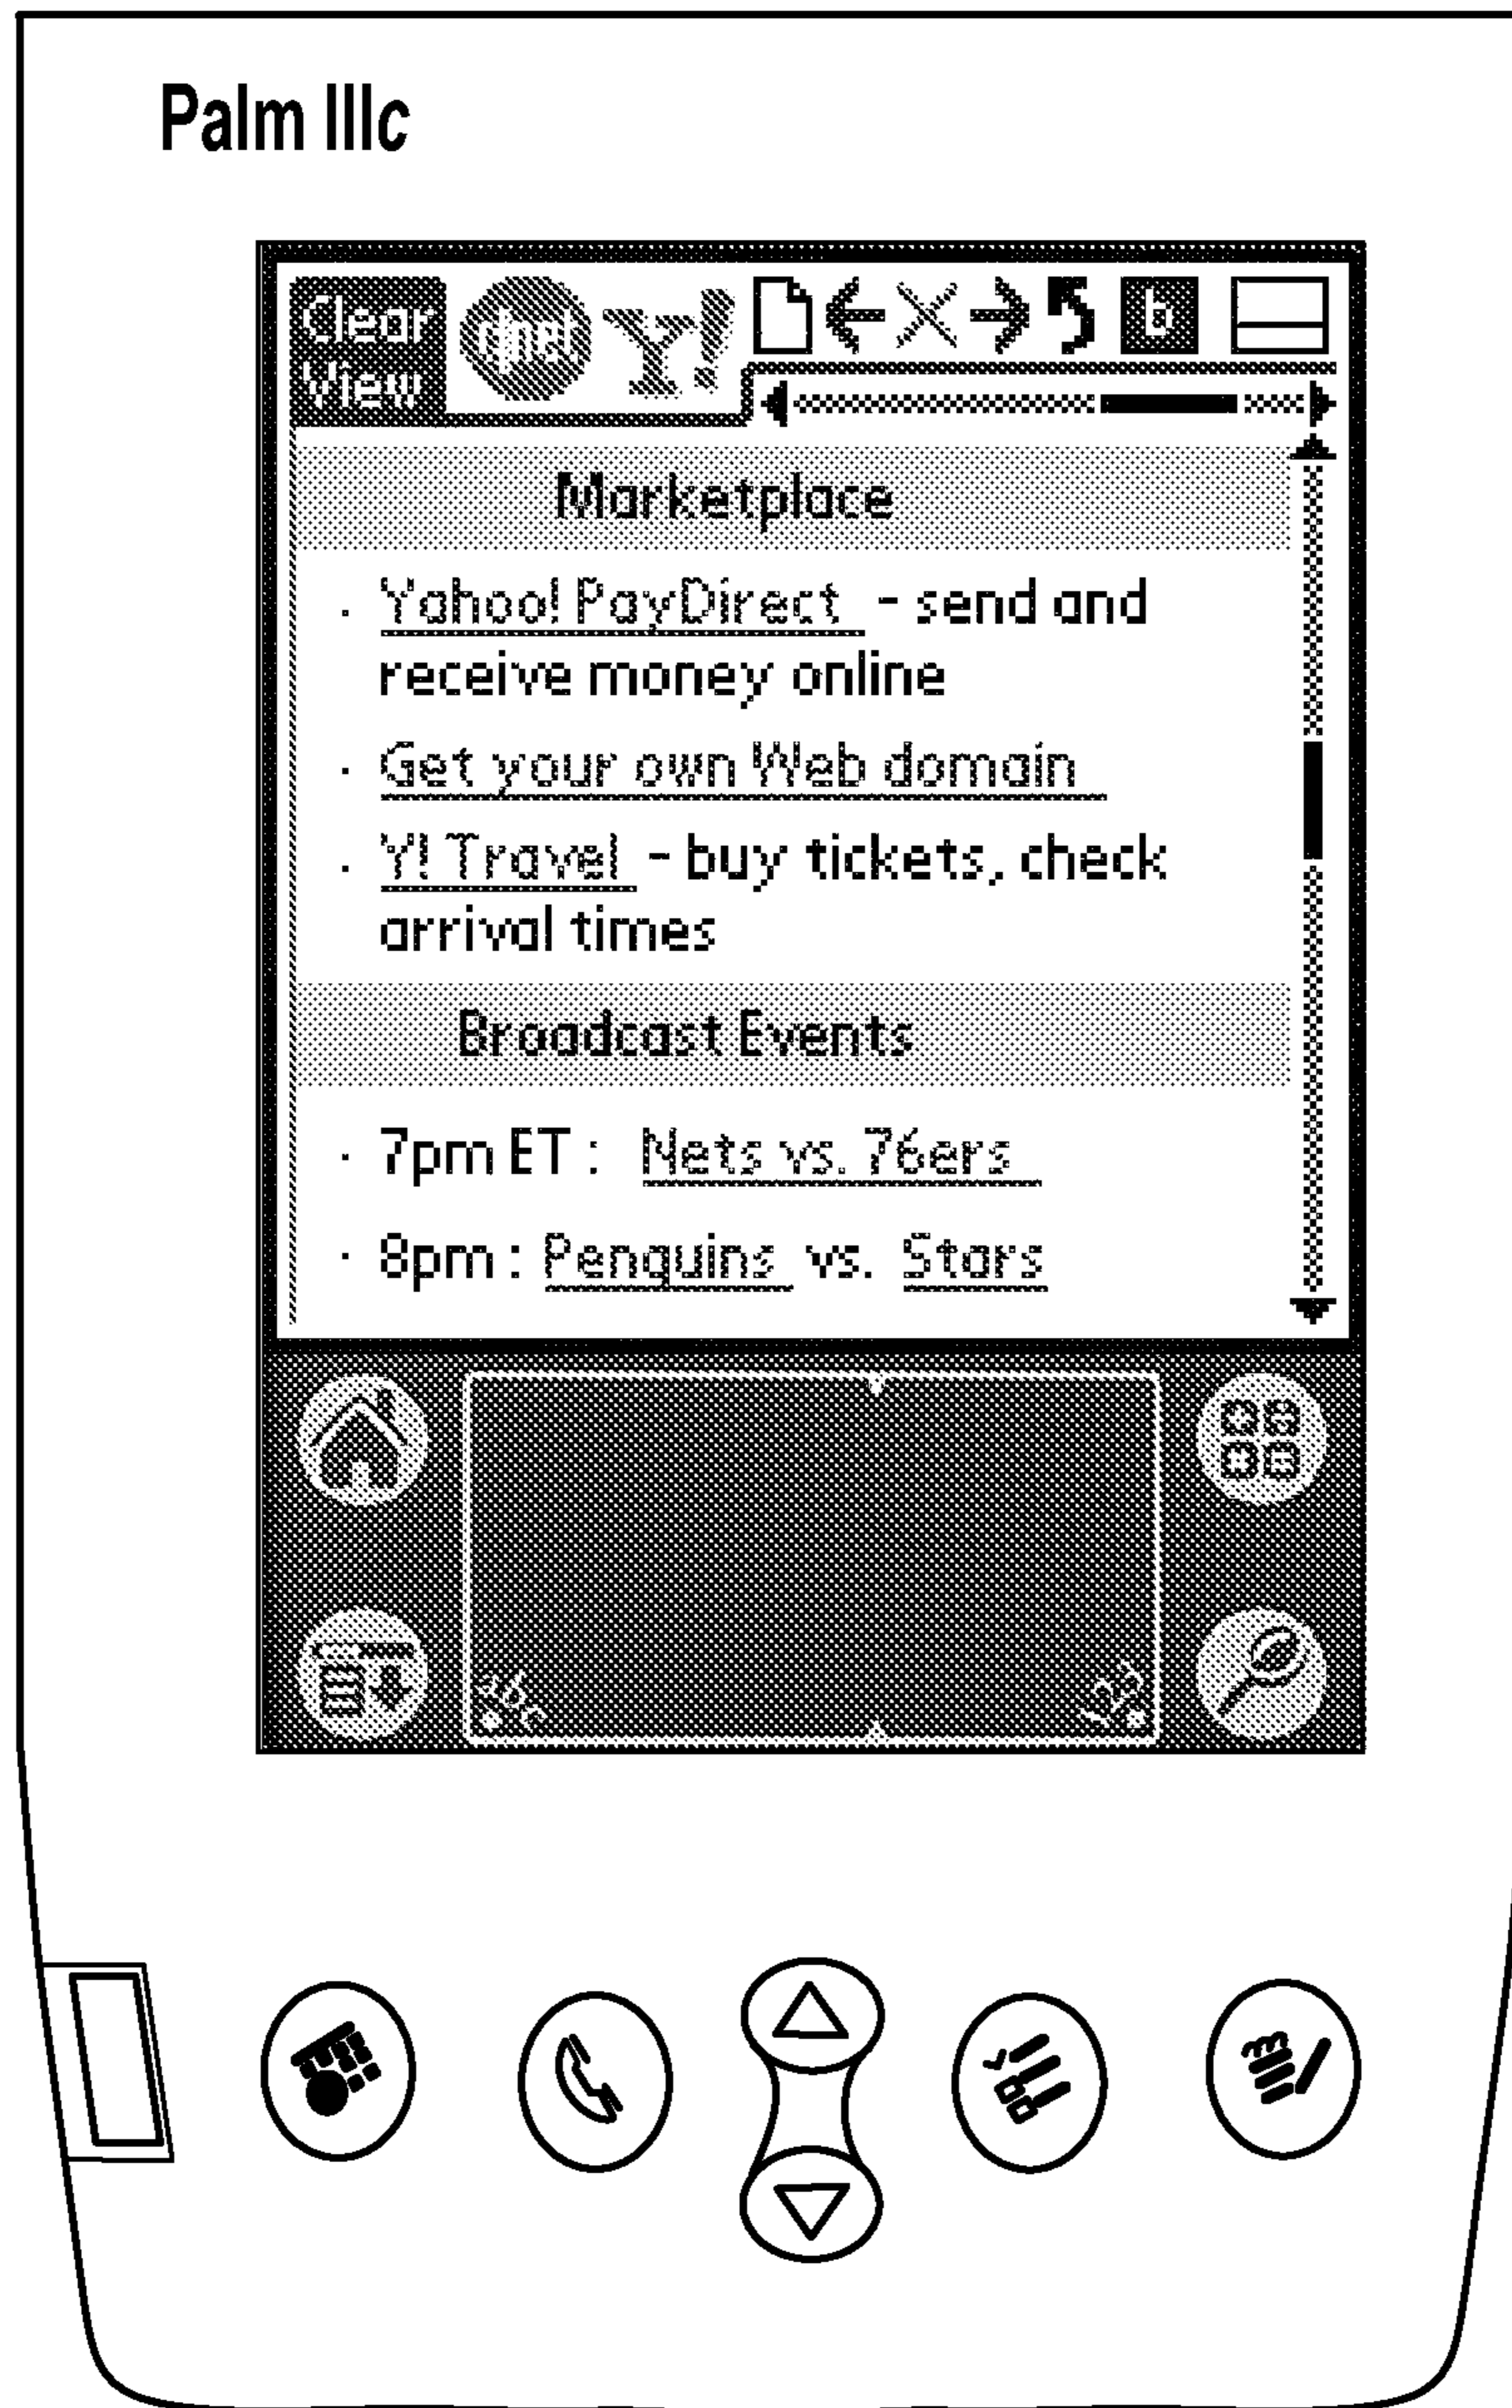 Palm IIIc
Clear View
c|net Y! b
Marketplace
· Yahoo! PayDirect - send and
receive money online
· Get your own Web domain
· Y! Travel - buy tickets, check
arrival times
Broadcast Events
· 7pm ET : Nets vs. 76ers
· 8pm : Penguins vs. Stars